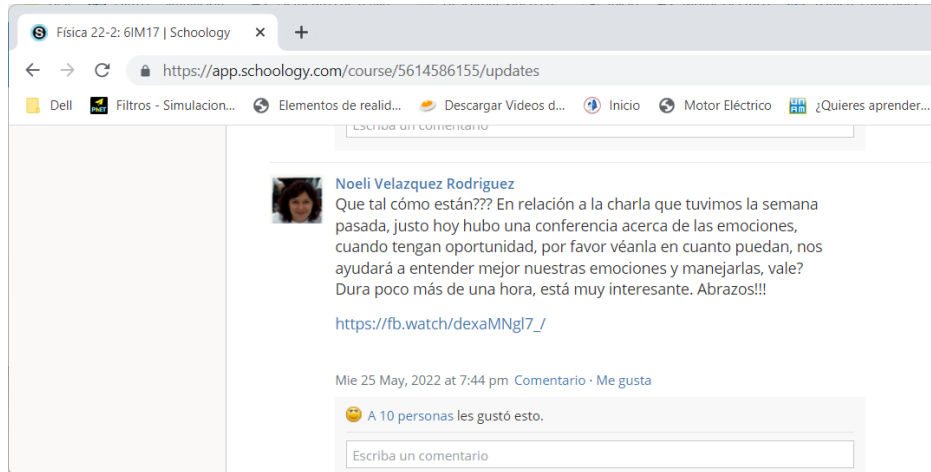 Física 22-2: 6IM17 | Schoology
https://app.schoology.com/course/5614586155/updates
Dell
Filtros - Simulacion...
Elementos de realid...
Descargar Videos d...
Inicio
Motor Eléctrico
¿Quieres aprender...
Escriba un comentario
Noeli Velazquez Rodriguez
Que tal cómo están??? En relación a la charla que tuvimos la semana
pasada, justo hoy hubo una conferencia acerca de las emociones,
cuando tengan oportunidad, por favor véanla en cuanto puedan, nos
ayudará a entender mejor nuestras emociones y manejarlas, vale?
Dura poco más de una hora, está muy interesante. Abrazos!!!
https://fb.watch/dexaMNgl7_/
Mie 25 May, 2022 at 7:44 pm Comentario · Me gusta
A 10 personas les gustó esto.
Escriba un comentario